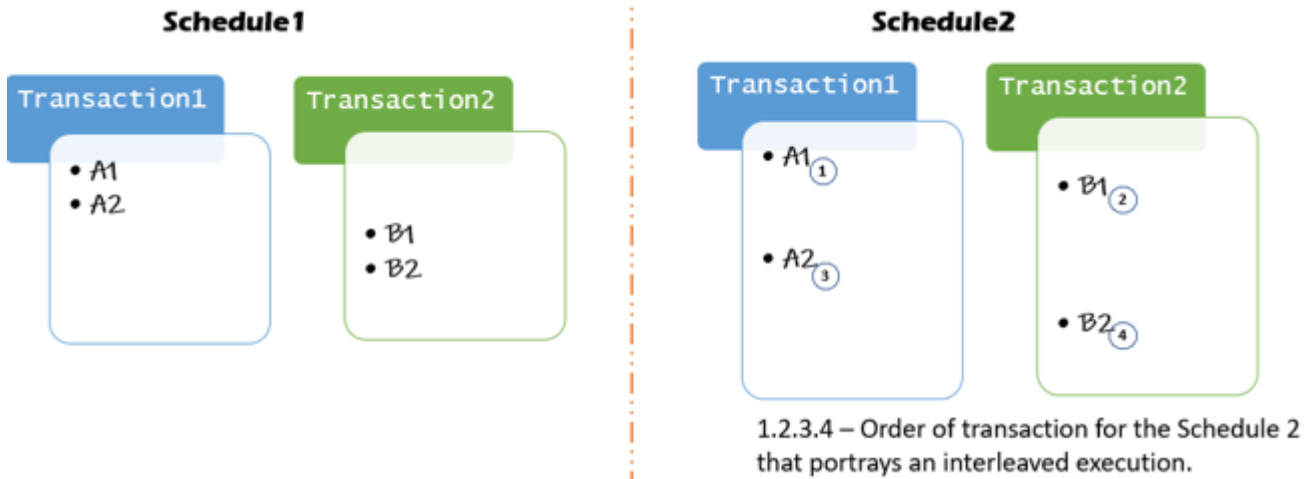 Schedule1
Transaction1
Transaction2
• A1
• A2
• B1
• B2
Schedule2
Transaction1
Transaction2
• A1 1
• B1 2
• A2 3
• B2 4
1.2.3.4 – Order of transaction for the Schedule 2
that portrays an interleaved execution.